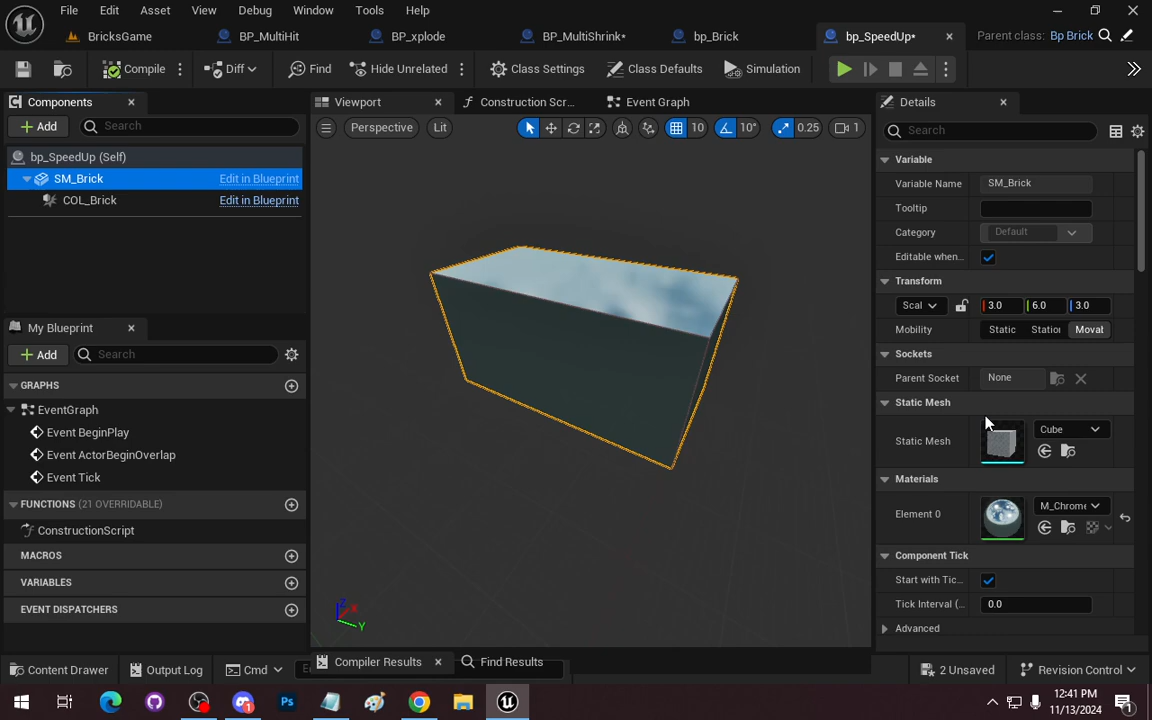 File Edit Asset View Debug Window Tools Help
BricksGame BP_MultiHit BP_xplode BP_MultiShrink* bp_Brick bp_SpeedUp* Parent class: Bp Brick
Compile Diff Find Hide Unrelated Class Settings Class Defaults Simulation
Components Viewport Construction Scr... Event Graph Details
Add Search Perspective Lit 10 10° 0.25 1 Search
bp_SpeedUp (Self)
SM_Brick Edit in Blueprint
COL_Brick Edit in Blueprint
My Blueprint
Add Search
GRAPHS
EventGraph
Event BeginPlay
Event ActorBeginOverlap
Event Tick
FUNCTIONS (21 OVERRIDABLE)
ConstructionScript
MACROS
VARIABLES
EVENT DISPATCHERS
Z X Y
Variable
Variable Name SM_Brick
Tooltip
Category Default
Editable when...
Transform
Scal 3.0 6.0 3.0
Mobility Static Station Movab
Sockets
Parent Socket None
Static Mesh
Static Mesh Cube
Materials
Element 0 M_Chrome
Component Tick
Start with Tic...
Tick Interval (... 0.0
Advanced
Content Drawer Output Log Cmd Compiler Results Find Results 2 Unsaved Revision Control
12:41 PM
11/13/2024
1